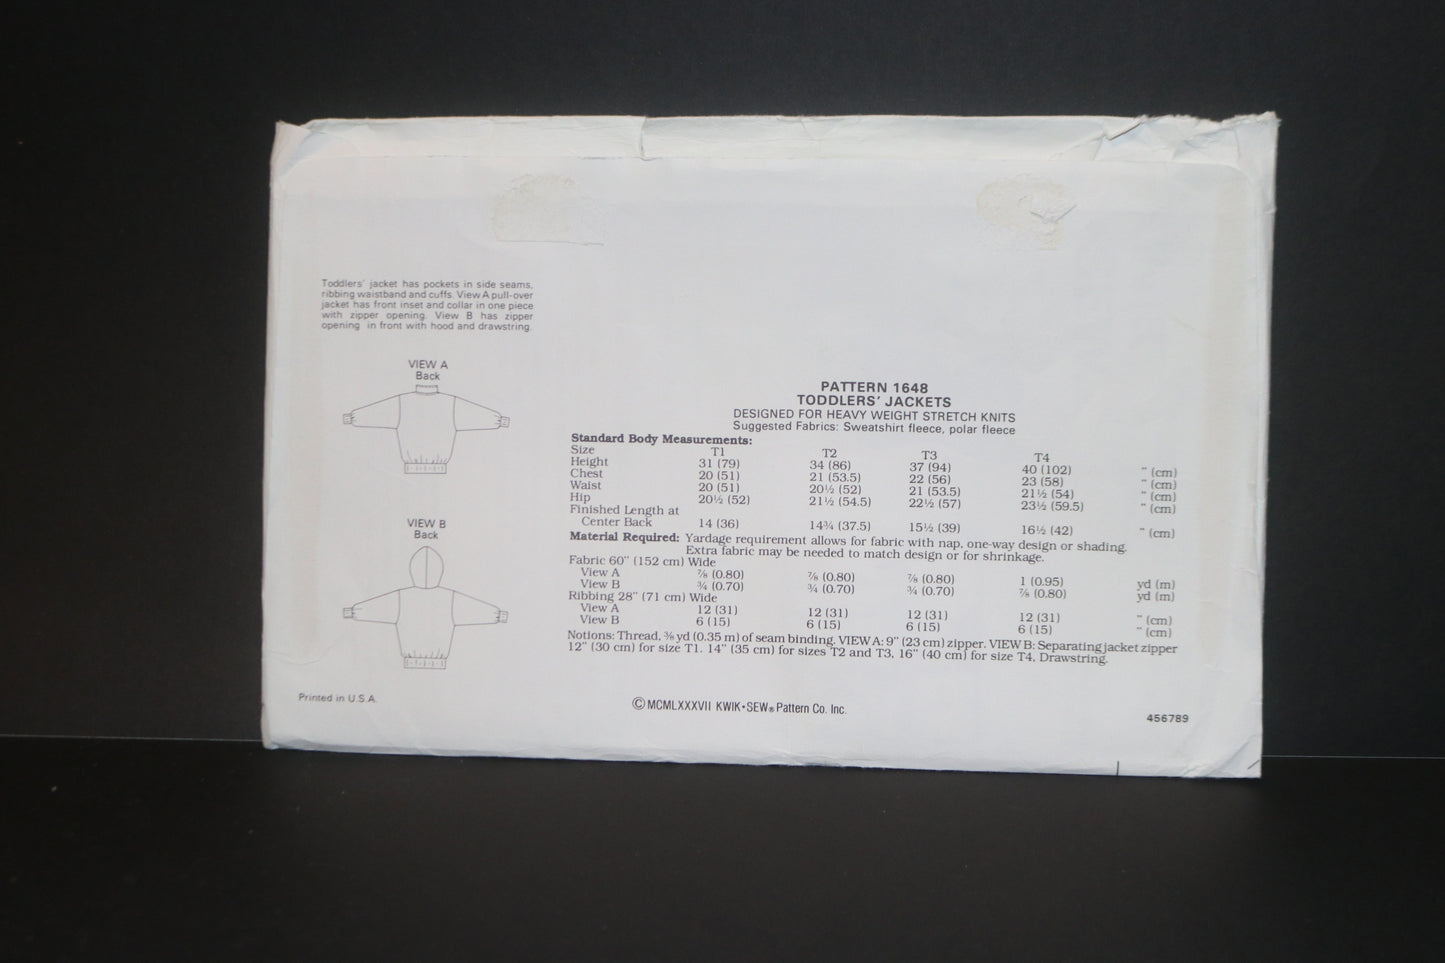 Toddlers' jacket has pockets in side seams,
ribbing waistband and cuffs. View A pull-over
jacket has front inset and collar in one piece
with zipper opening. View B has zipper
opening in front with hood and drawstring.
VIEW A
Back
VIEW B
Back
Printed in U.S.A.
PATTERN 1648
TODDLERS' JACKETS
DESIGNED FOR HEAVY WEIGHT STRETCH KNITS
Suggested Fabrics: Sweatshirt fleece, polar fleece
Standard Body Measurements:
Size T1 T2 T3 T4
Height 31 (79) 34 (86) 37 (94) 40 (102) " (cm)
Chest 20 (51) 21 (53.5) 22 (56) 23 (58) " (cm)
Waist 20 (51) 20½ (52) 21 (53.5) 21½ (54) " (cm)
Hip 20½ (52) 21½ (54.5) 22½ (57) 23½ (59.5) " (cm)
Finished Length at
Center Back 14 (36) 14¾ (37.5) 15½ (39) 16½ (42) " (cm)
Material Required: Yardage requirement allows for fabric with nap, one-way design or shading.
Extra fabric may be needed to match design or for shrinkage.
Fabric 60" (152 cm) Wide
View A ⅞ (0.80) ⅞ (0.80) ⅞ (0.80) 1 (0.95) yd (m)
View B ¾ (0.70) ¾ (0.70) ¾ (0.70) ⅞ (0.80) yd (m)
Ribbing 28" (71 cm) Wide
View A 12 (31) 12 (31) 12 (31) 12 (31) " (cm)
View B 6 (15) 6 (15) 6 (15) 6 (15) " (cm)
Notions: Thread, ⅜ yd (0.35 m) of seam binding. VIEW A: 9" (23 cm) zipper. VIEW B: Separating jacket zipper
12" (30 cm) for size T1. 14" (35 cm) for sizes T2 and T3, 16" (40 cm) for size T4. Drawstring.
© MCMLXXXVII KWIK•SEW® Pattern Co. Inc.
456789